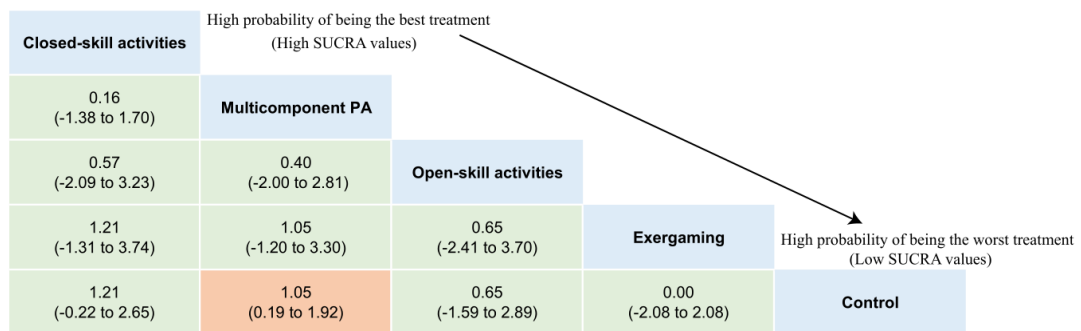 Closed-skill activities
High probability of being the best treatment
(High SUCRA values)
0.16
(-1.38 to 1.70)
Multicomponent PA
0.57
(-2.09 to 3.23)
0.40
(-2.00 to 2.81)
Open-skill activities
1.21
(-1.31 to 3.74)
1.05
(-1.20 to 3.30)
0.65
(-2.41 to 3.70)
Exergaming
High probability of being the worst treatment
(Low SUCRA values)
1.21
(-0.22 to 2.65)
1.05
(0.19 to 1.92)
0.65
(-1.59 to 2.89)
0.00
(-2.08 to 2.08)
Control